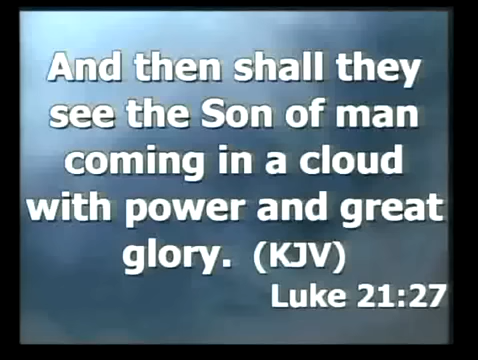 And then shall they
see the Son of man
coming in a cloud
with power and great
glory. (KJV)
Luke 21:27